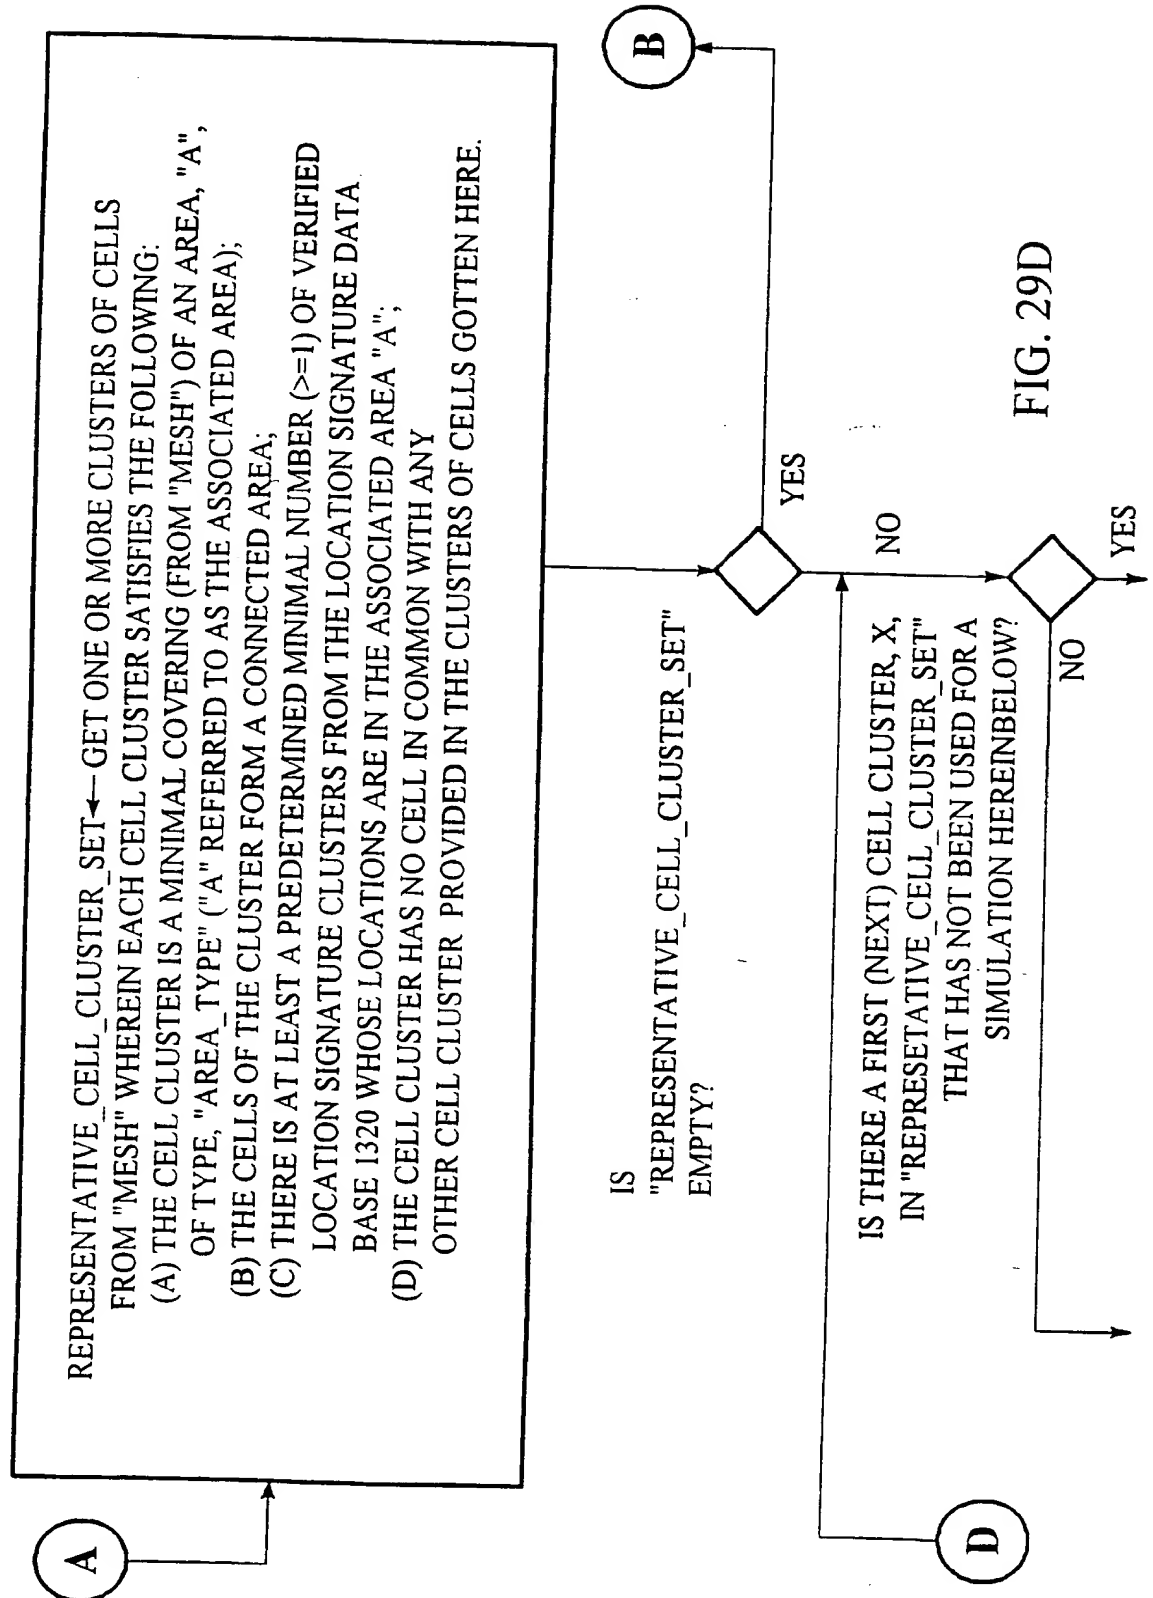 A
REPRESENTATIVE_CELL_CLUSTER_SET ← GET ONE OR MORE CLUSTERS OF CELLS
FROM "MESH" WHEREIN EACH CELL CLUSTER SATISFIES THE FOLLOWING:
(A) THE CELL CLUSTER IS A MINIMAL COVERING (FROM "MESH") OF AN AREA, "A",
OF TYPE, "AREA_TYPE" ("A" REFERRED TO AS THE ASSOCIATED AREA);
(B) THE CELLS OF THE CLUSTER FORM A CONNECTED AREA;
(C) THERE IS AT LEAST A PREDETERMINED MINIMAL NUMBER (>=1) OF VERIFIED
LOCATION SIGNATURE CLUSTERS FROM THE LOCATION SIGNATURE DATA
BASE 1320 WHOSE LOCATIONS ARE IN THE ASSOCIATED AREA "A";
(D) THE CELL CLUSTER HAS NO CELL IN COMMON WITH ANY
OTHER CELL CLUSTER PROVIDED IN THE CLUSTERS OF CELLS GOTTEN HERE.
B
IS
"REPRESENTATIVE_CELL_CLUSTER_SET"
EMPTY?
YES
NO
D
IS THERE A FIRST (NEXT) CELL CLUSTER, X,
IN "REPRESETATIVE_CELL_CLUSTER_SET"
THAT HAS NOT BEEN USED FOR A
SIMULATION HEREINBELOW?
NO
YES
FIG. 29D